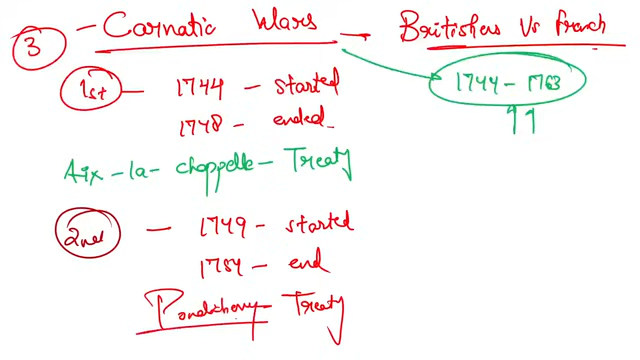 3 - Carnatic Wars - Britishers Vs French
1744 - 1763
1st - 1744 - started
1748 - ended
Aix-la-choppelle - Treaty
2nd - 1749 - started
1754 - end
Pondicherry - Treaty